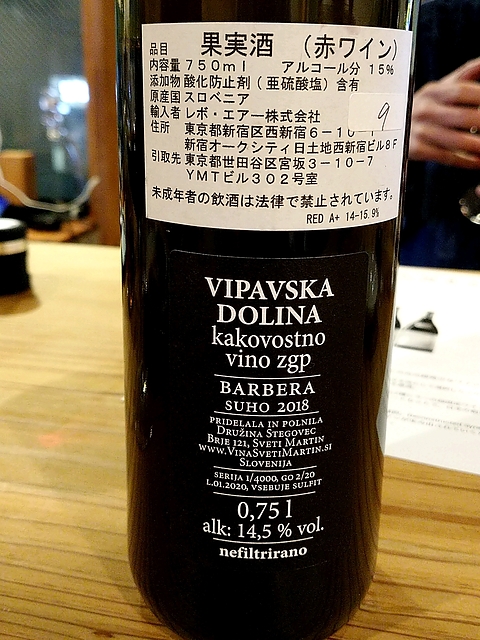 品目 果実酒 (赤ワイン)
内容量 750ml アルコール分 15%
添加物 酸化防止剤(亜硫酸塩)含有
原産国 スロベニア
輸入者 レボ・エアー株式会社
9
住所 東京都新宿区西新宿6-10-1
新宿オークシティ日土地西新宿ビル8F
引取先 東京都世田谷区宮坂3-10-7
YMTビル302号室
未成年者の飲酒は法律で禁止されています。
RED A+ 14-15.9%
VIPAVSKA
DOLINA
kakovostno
vino zgp
BARBERA
SUHO 2018
PRIDELALA IN POLNILA
DRUŽINA STEGOVEC
BRJE 121, SVETI MARTIN
WWW.VINASVETIMARTIN.SI
SLOVENIJA
SERIJA 1/4000, GO 2/20
L.01.2020, VSEBUJE SULFIT
0,75 l
alk: 14,5 % vol.
nefiltrirano